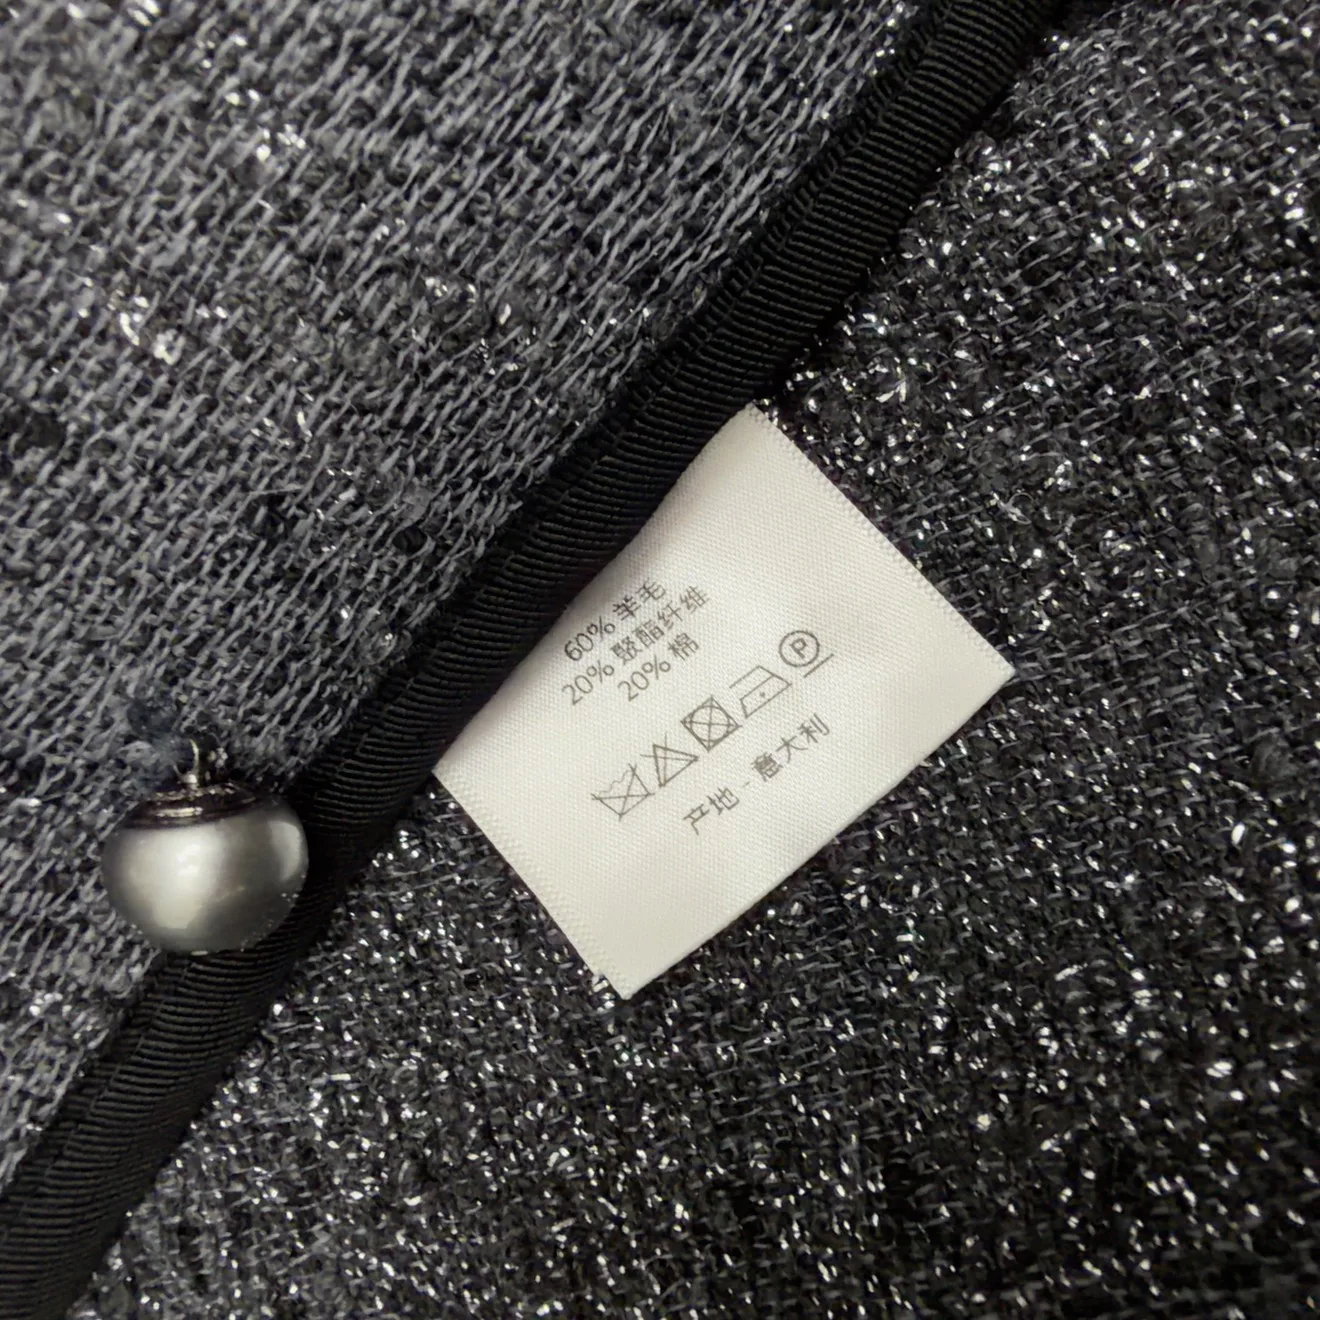 60% 羊毛
20% 聚酯纤维
20% 棉
P
产地 - 意大利